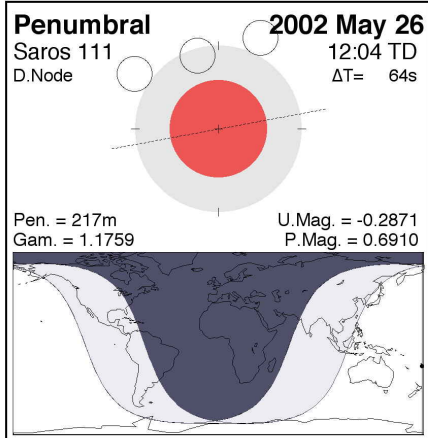 Penumbral 2002 May 26
Saros 111 12:04 TD
D.Node ΔT= 64s
Pen. = 217m U.Mag. = -0.2871
Gam. = 1.1759 P.Mag. = 0.6910